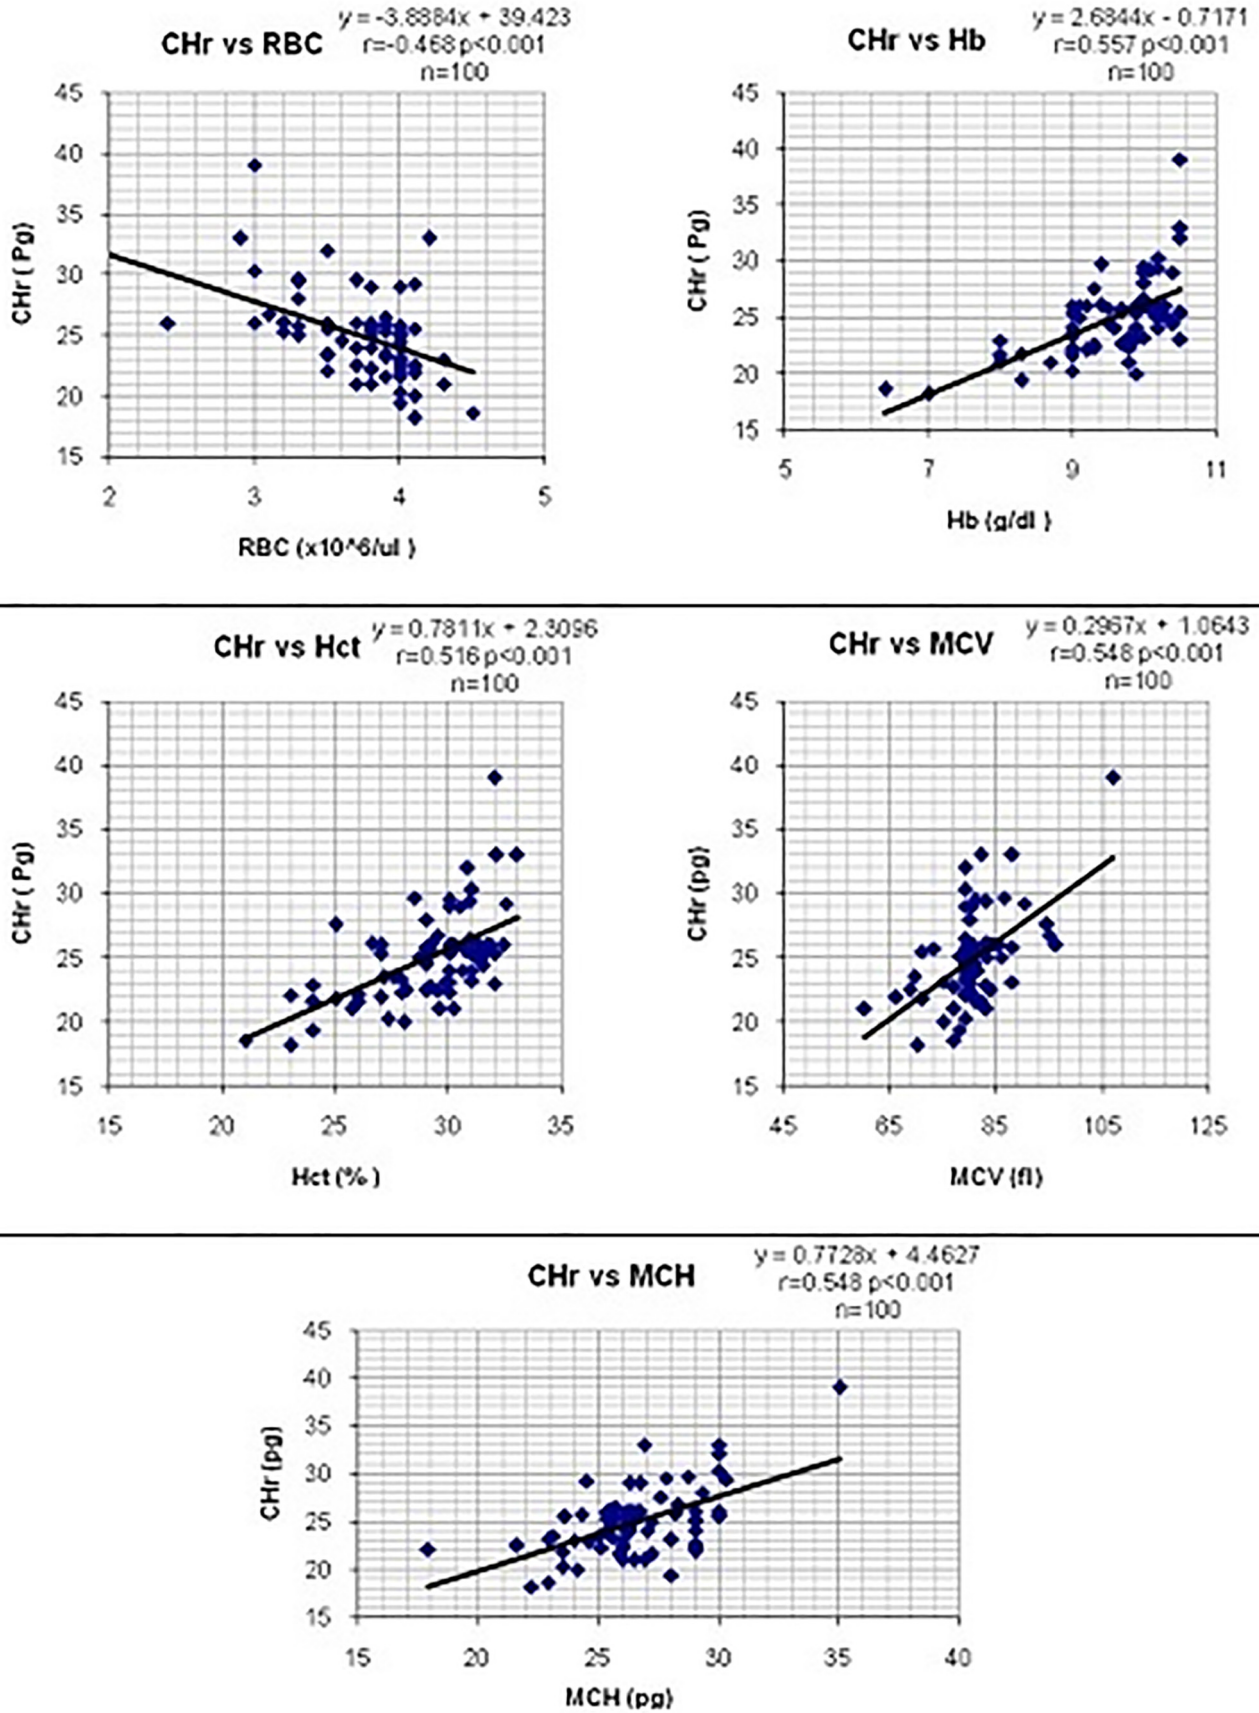 CHr vs RBC
y = -3.8884x + 39.423
r=-0.468 p<0.001
n=100
45
40
35
30
25
20
15
CHr ( Pg)
2 3 4 5
RBC (x10^6/ul )
CHr vs Hb
y = 2.6844x - 0.7171
r=0.557 p<0.001
n=100
45
40
35
30
25
20
15
CHr ( Pg)
5 7 9 11
Hb (g/dl )
CHr vs Hct
y = 0.7811x + 2.3096
r=0.516 p<0.001
n=100
45
40
35
30
25
20
15
CHr ( Pg)
15 20 25 30 35
Hct (% )
CHr vs MCV
y = 0.2967x + 1.0643
r=0.548 p<0.001
n=100
45
40
35
30
25
20
15
CHr (pg)
45 65 85 105 125
MCV (fl)
CHr vs MCH
y = 0.7728x + 4.4627
r=0.548 p<0.001
n=100
45
40
35
30
25
20
15
CHr (pg)
15 20 25 30 35 40
MCH (pg)